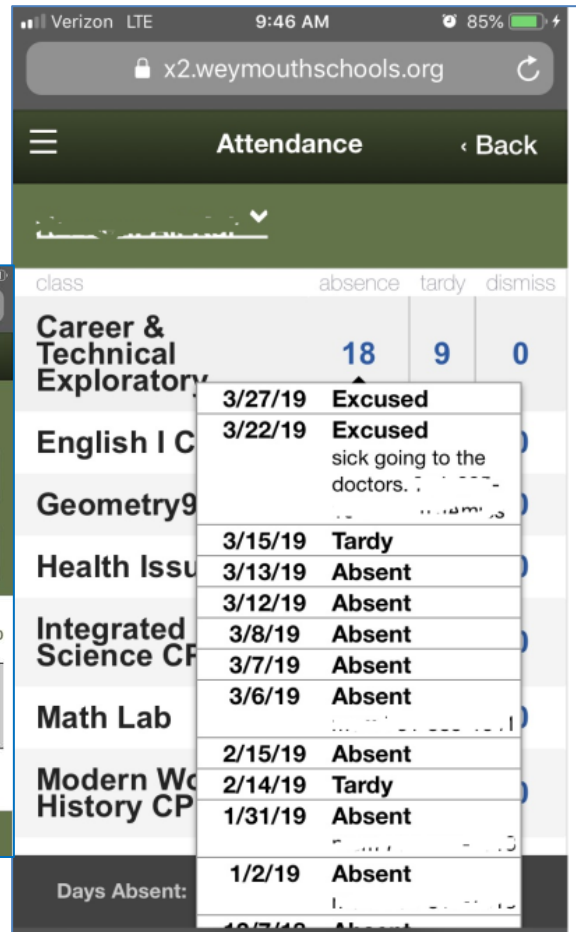 Verizon LTE 9:46 AM 85%
x2.weymouthschools.org
Attendance ‹ Back
class absence tardy dismiss
Career &
Technical
Exploratory
18 9 0
3/27/19 Excused
English I C
3/22/19 Excused
sick going to the
doctors.
Geometry9
3/15/19 Tardy
Health Issu
3/13/19 Absent
3/12/19 Absent
Integrated
Science CP
3/8/19 Absent
3/7/19 Absent
3/6/19 Absent
Math Lab
2/15/19 Absent
Modern Wo
History CP
2/14/19 Tardy
1/31/19 Absent
1/2/19 Absent
Days Absent: